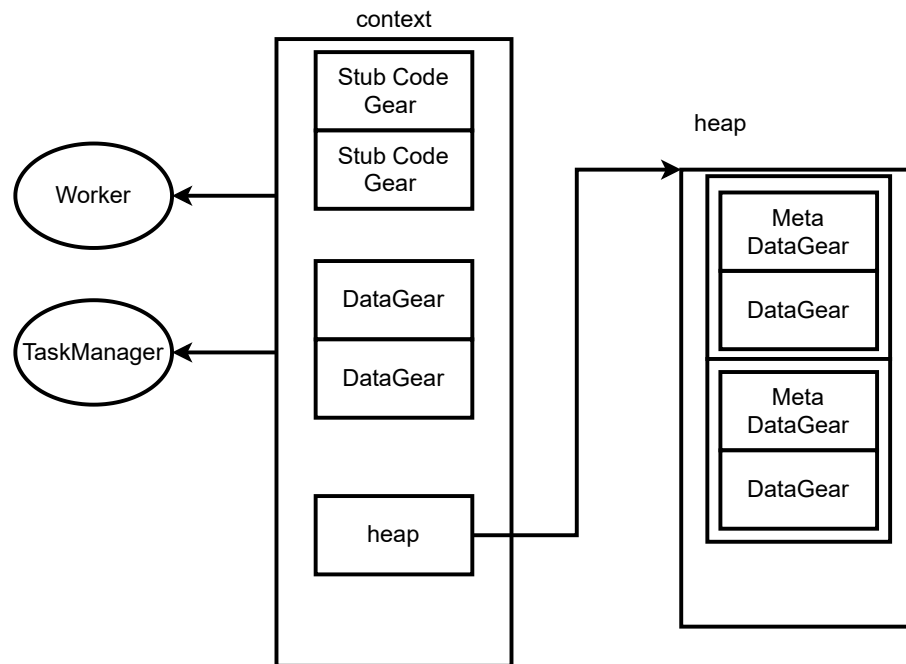 context
Stub Code
Gear
Stub Code
Gear
Worker
DataGear
TaskManager
DataGear
heap
heap
Meta
DataGear
DataGear
Meta
DataGear
DataGear